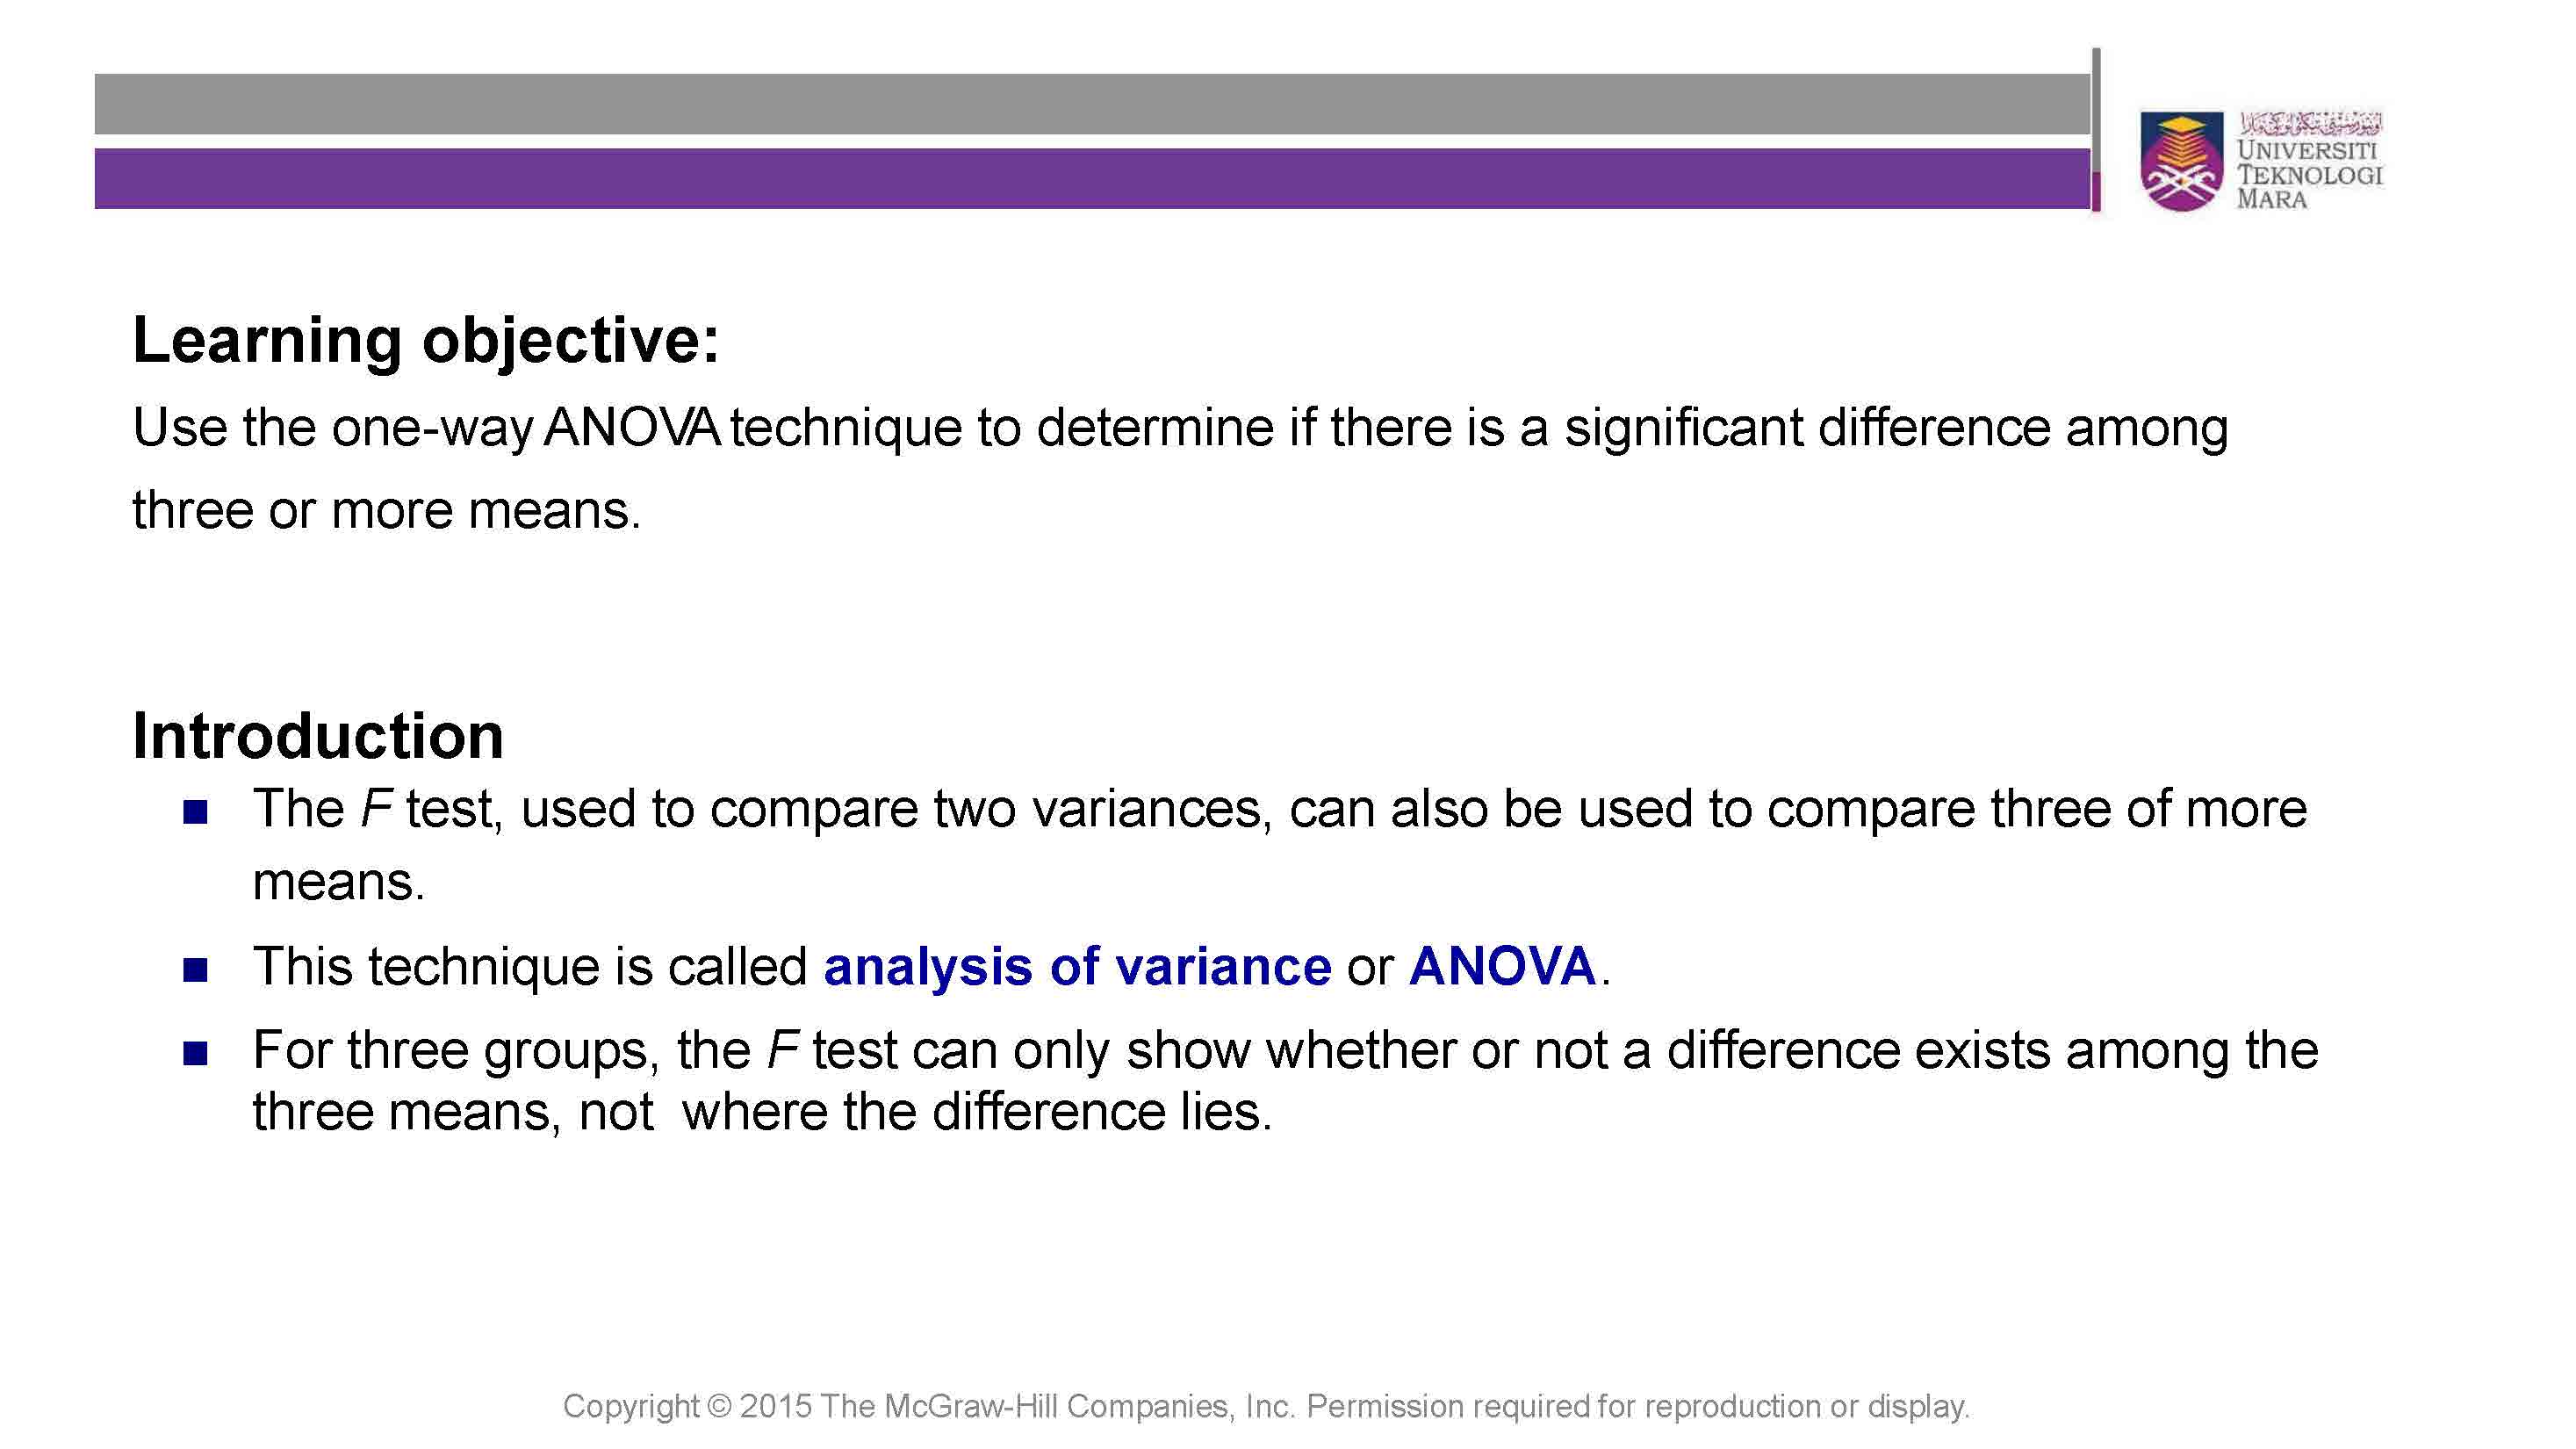 UNIVERSITI
TEKNOLOGI
MARA
Learning objective:
Use the one-way ANOVA technique to determine if there is a significant difference among
three or more means.
Introduction
■ The F test, used to compare two variances, can also be used to compare three of more
means.
■ This technique is called analysis of variance or ANOVA.
■ For three groups, the F test can only show whether or not a difference exists among the
three means, not where the difference lies.
Copyright © 2015 The McGraw-Hill Companies, Inc. Permission required for reproduction or display.